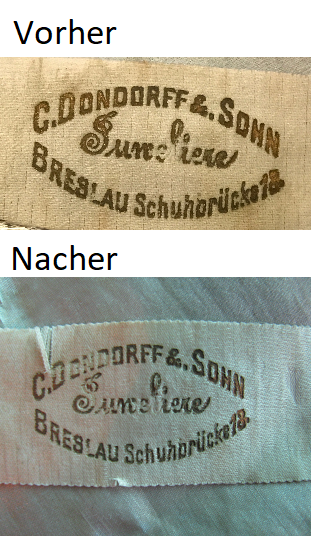 Vorher
C. DONDORFF & SOHN
Juweliere
BRESLAU Schuhbrücke 13.
Nacher
C. DONDORFF & SOHN
Juweliere
BRESLAU Schuhbrücke 13.